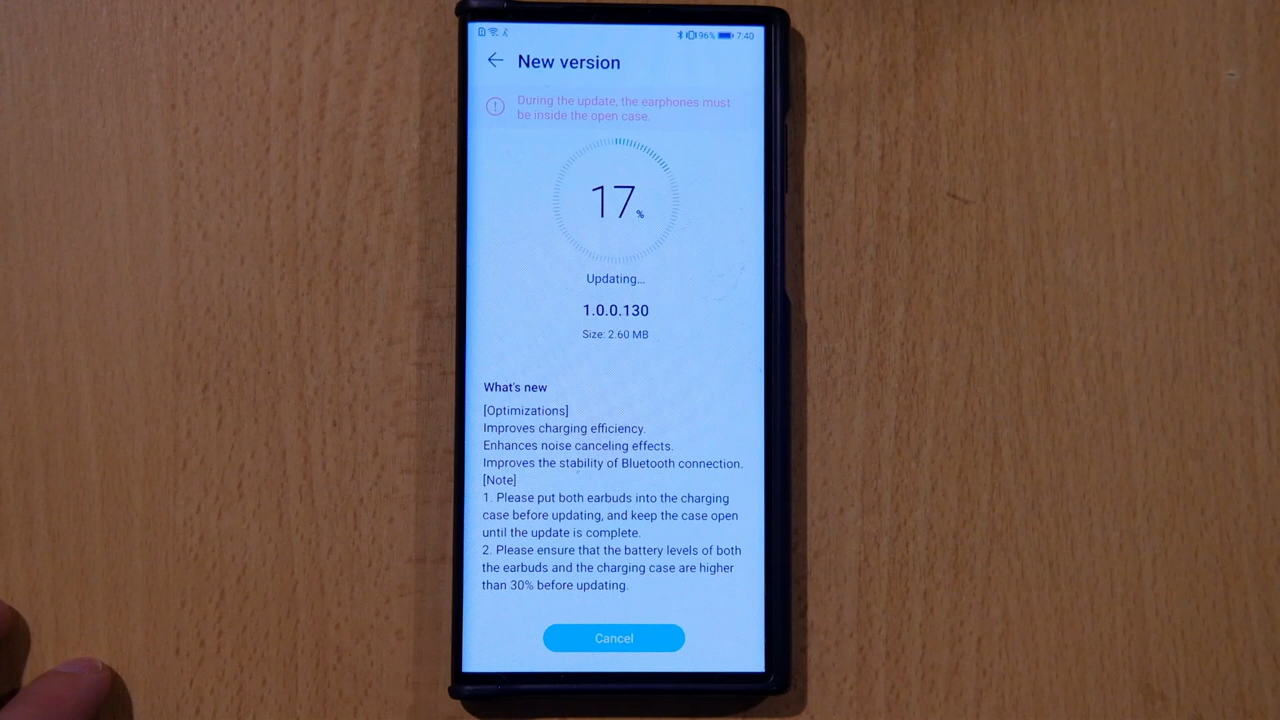 96% 7:40
New version
During the update, the earphones must
be inside the open case.
17%
Updating...
1.0.0.130
Size: 2.60 MB
What's new
[Optimizations]
Improves charging efficiency.
Enhances noise canceling effects.
Improves the stability of Bluetooth connection.
[Note]
1. Please put both earbuds into the charging
case before updating, and keep the case open
until the update is complete.
2. Please ensure that the battery levels of both
the earbuds and the charging case are higher
than 30% before updating.
Cancel